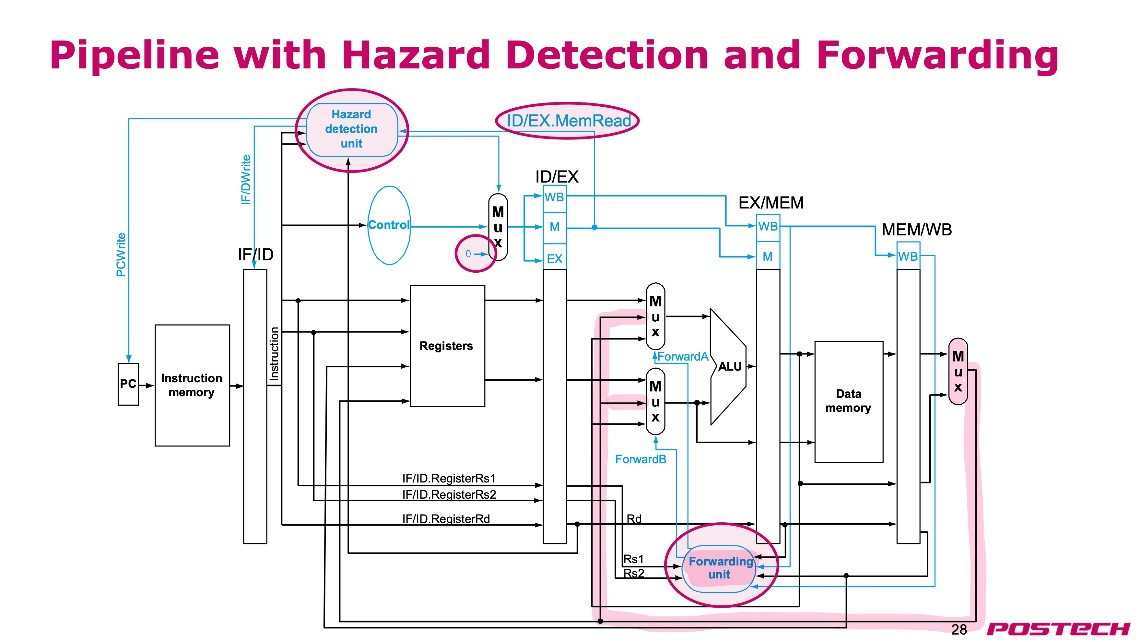 Pipeline with Hazard Detection and Forwarding
Hazard
detection
unit
ID/EX.MemRead
IF/DWrite
PCWrite
Control
0
M
u
x
ID/EX
WB
M
EX
EX/MEM
WB
M
MEM/WB
WB
IF/ID
PC
Instruction
memory
Instruction
Registers
M
u
x
ForwardA
M
u
x
ForwardB
ALU
Data
memory
M
u
x
IF/ID.RegisterRs1
IF/ID.RegisterRs2
IF/ID.RegisterRd
Rd
Rs1
Rs2
Forwarding
unit
28
POSTECH